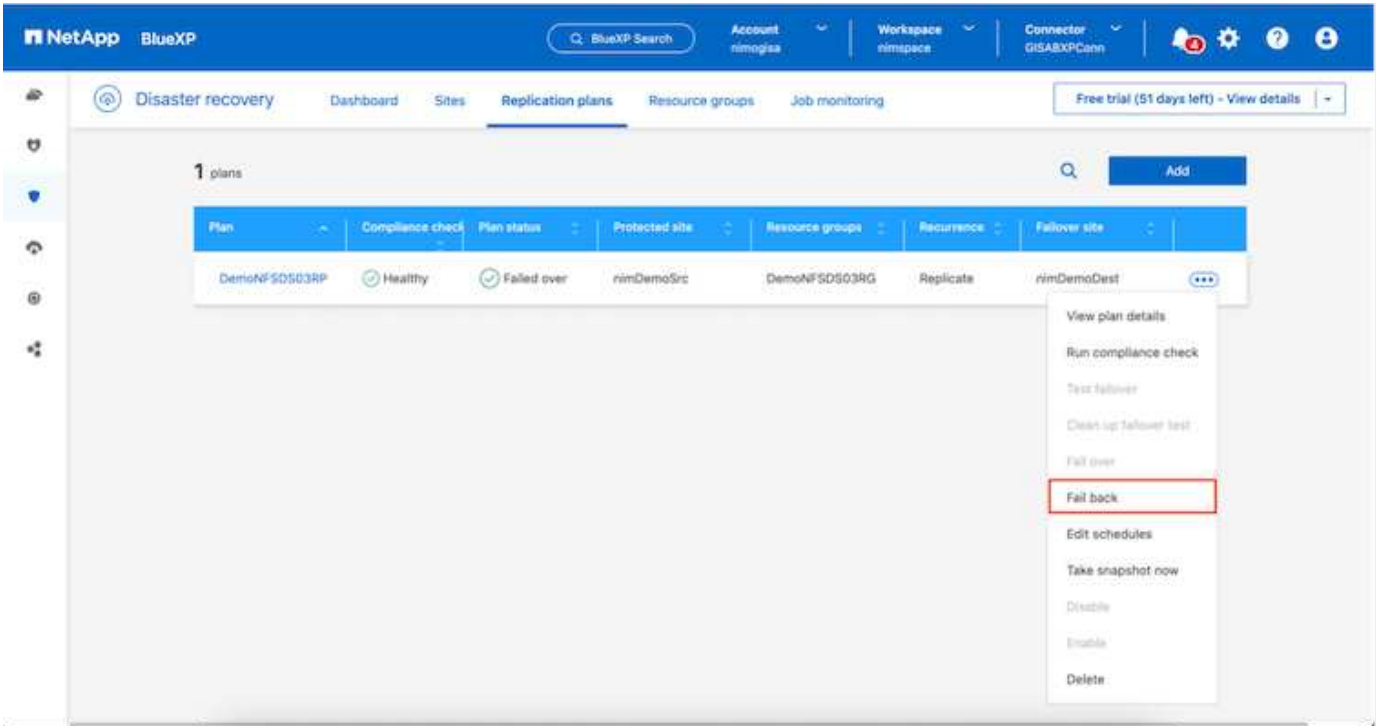 NetApp BlueXP BlueXP Search Account Workspace Connector
nimogisa nimspace GISABXPConn 4
Disaster recovery Dashboard Sites Replication plans Resource groups Job monitoring Free trial (51 days left) - View details
1 plans Add
Plan Compliance check Plan status Protected site Resource groups Recurrence Failover site
DemoNFSDS03RP Healthy Failed over nimDemoSrc DemoNFSDS03RG Replicate nimDemoDest
View plan details
Run compliance check
Test failover
Clean up failover test
Fail over
Fail back
Edit schedules
Take snapshot now
Disable
Enable
Delete